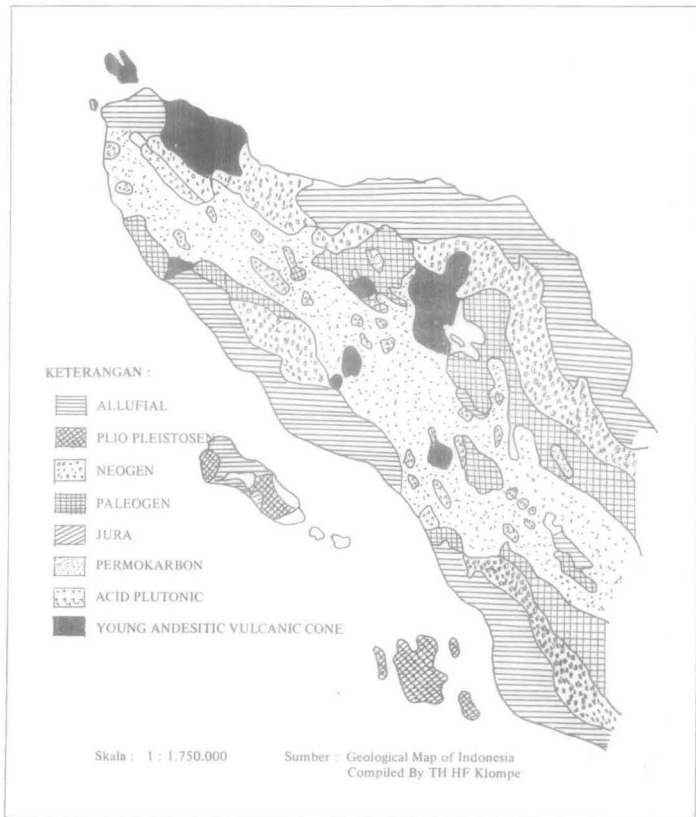 KETERANGAN :
ALLUFIAL
PLIO PLEISTOSEN
NEOGEN
PALEOGEN
JURA
PERMOKARBON
ACID PLUTONIC
YOUNG ANDESITIC VULCANIC CONE
Skala : 1 : 1.750.000
Sumber : Geological Map of Indonesia
Compiled By TH HF Klompe